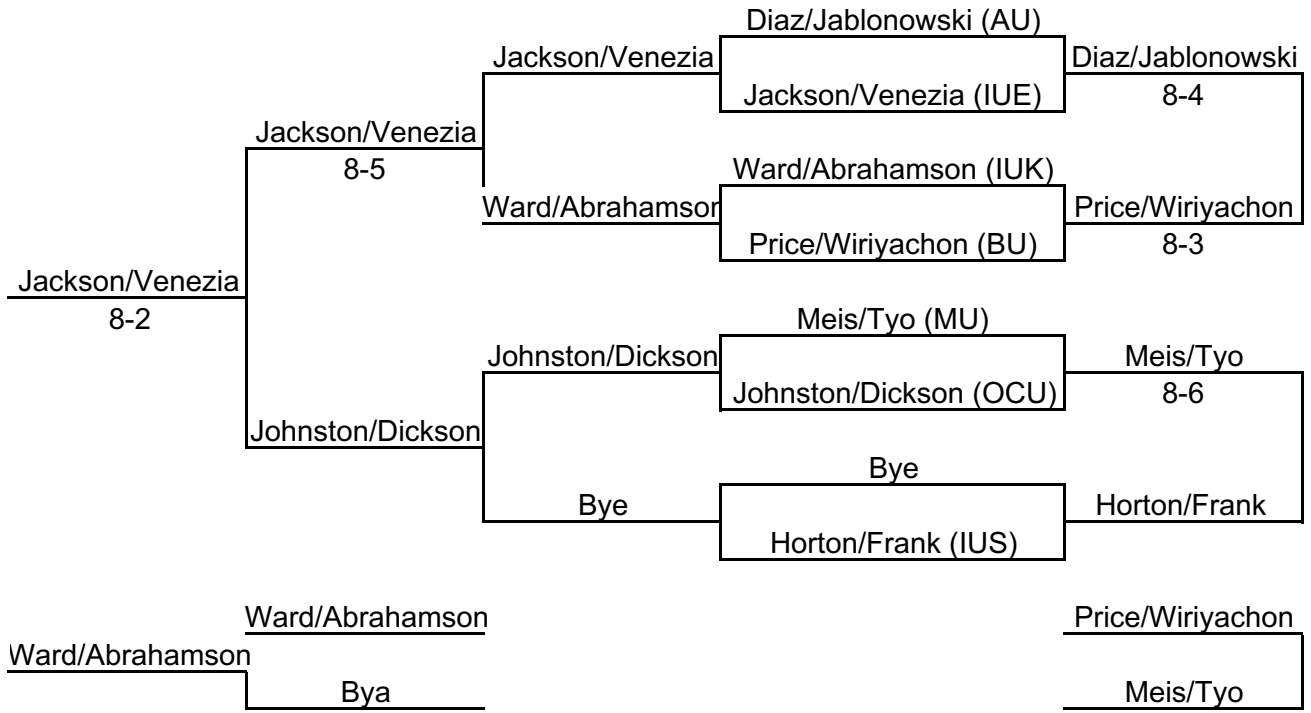 Diaz/Jablonowski (AU)
Jackson/Venezia
Diaz/Jablonowski
Jackson/Venezia (IUE)
8-4
Jackson/Venezia
8-5
Ward/Abrahamson (IUK)
Ward/Abrahamson
Price/Wiriyachon
Price/Wiriyachon (BU)
8-3
Jackson/Venezia
8-2
Meis/Tyo (MU)
Johnston/Dickson
Meis/Tyo
Johnston/Dickson (OCU)
8-6
Johnston/Dickson
Bye
Bye
Horton/Frank
Horton/Frank (IUS)
Ward/Abrahamson
Price/Wiriyachon
Ward/Abrahamson
Bya
Meis/Tyo